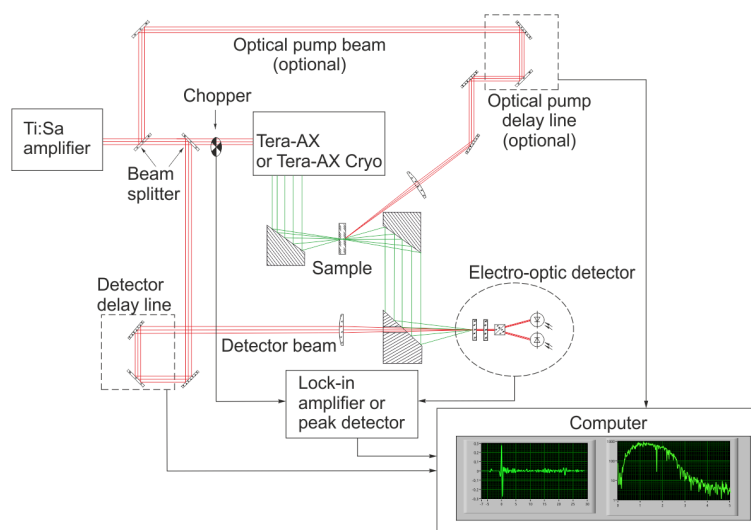 Optical pump beam
(optional)
Chopper
Optical pump
delay line
(optional)
Ti:Sa
amplifier
Tera-AX
or Tera-AX Cryo
Beam
splitter
Sample
Detector
delay line
Electro-optic detector
Detector beam
Lock-in
amplifier or
peak detector
Computer